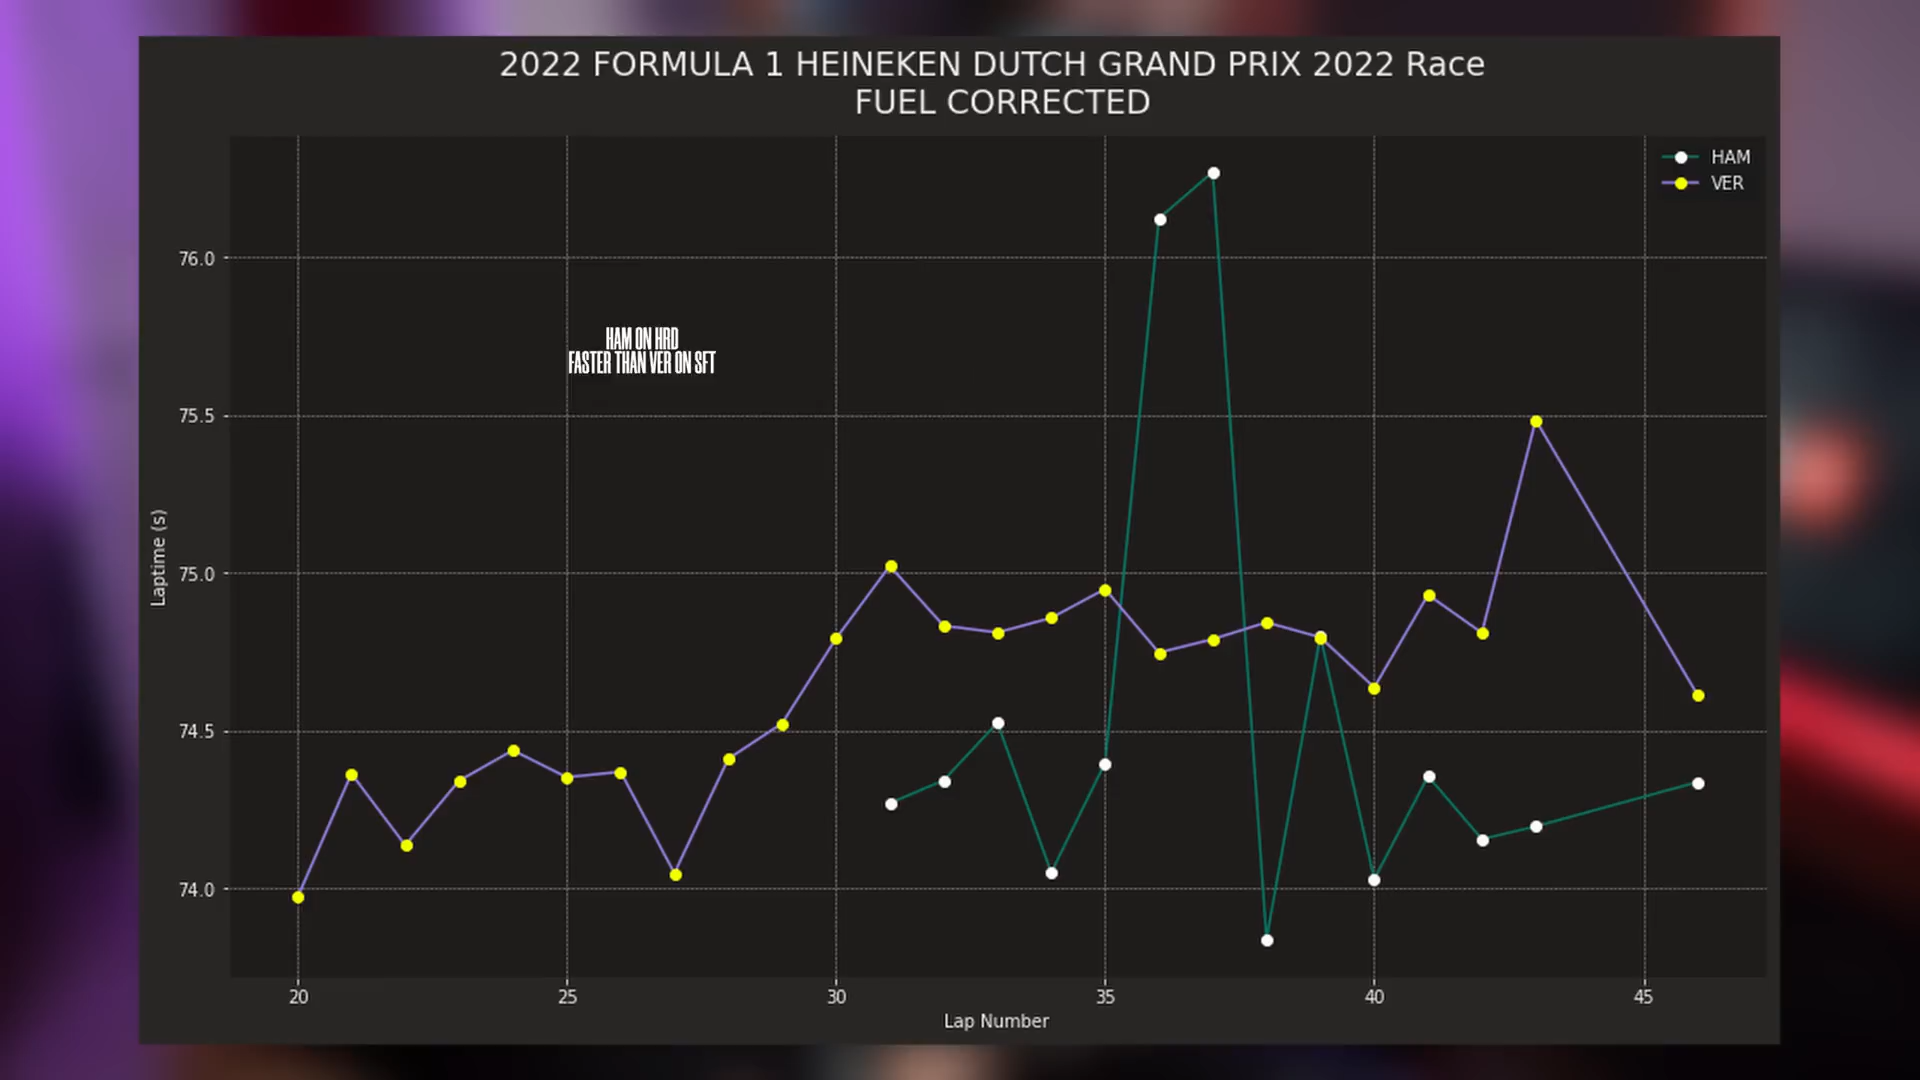 2022 FORMULA 1 HEINEKEN DUTCH GRAND PRIX 2022 Race
FUEL CORRECTED
HAM
VER
76.0
HAM ON HRD
FASTER THAN VER ON SFT
75.5
Laptime (s)
75.0
74.5
74.0
20
25
30
35
40
45
Lap Number